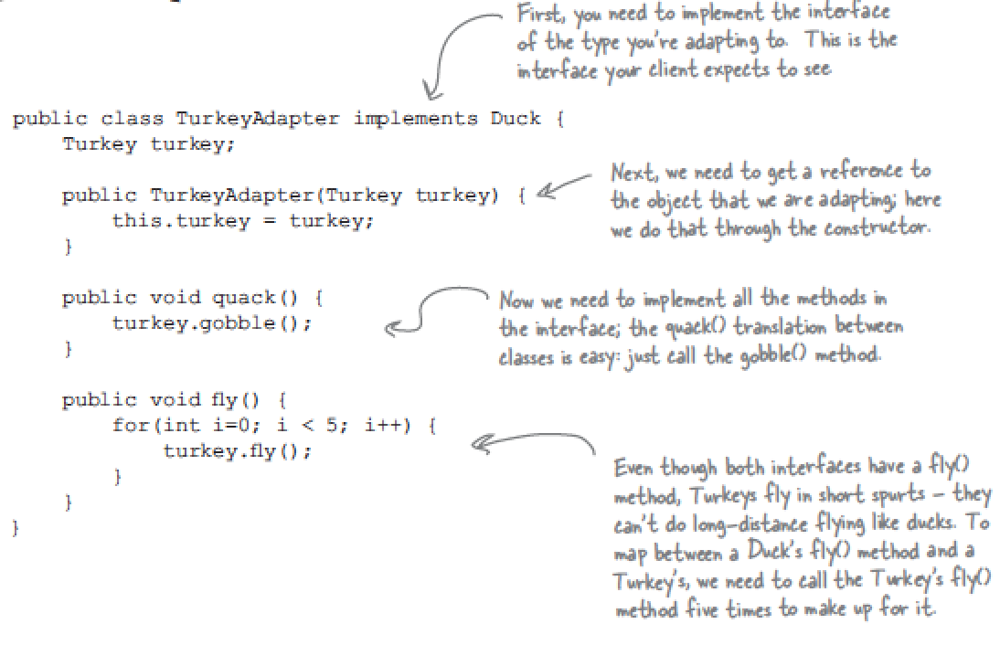 First, you need to implement the interface
of the type you're adapting to. This is the
interface your client expects to see
public class TurkeyAdapter implements Duck {
Turkey turkey;
Next, we need to get a reference to
the object that we are adapting; here
we do that through the constructor.
public TurkeyAdapter(Turkey turkey) {
this.turkey = turkey;
}
public void quack() {
turkey.gobble();
}
Now we need to implement all the methods in
the interface; the quack() translation between
classes is easy: just call the gobble() method.
public void fly() {
for(int i=0; i < 5; i++) {
turkey.fly();
}
}
}
Even though both interfaces have a fly()
method, Turkeys fly in short spurts – they
can't do long-distance flying like ducks. To
map between a Duck's fly() method and a
Turkey's, we need to call the Turkey's fly()
method five times to make up for it.